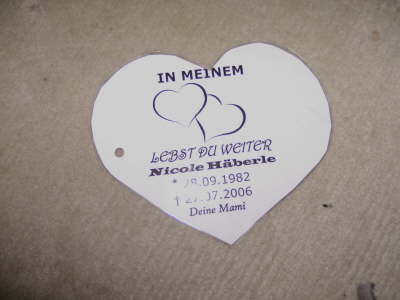 IN MEINEM
LEBST DU WEITER
Nicole Häberle
* 28.09.1982
† 27.07.2006
Deine Mami